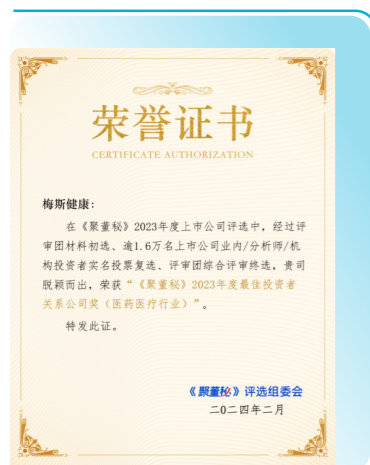 荣誉证书
CERTIFICATE AUTHORIZATION
梅斯健康：
在《聚董秘》2023年度上市公司评选中，经过评
审团材料初选、逾1.6万名上市公司业内/分析师/机
构投资者实名投票复选、评审团综合评审终选，贵司
脱颖而出，荣获“《聚董秘》2023年度最佳投资者
关系公司奖（医药医疗行业）”。
特发此证。
《聚董秘》评选组委会
二〇二四年二月